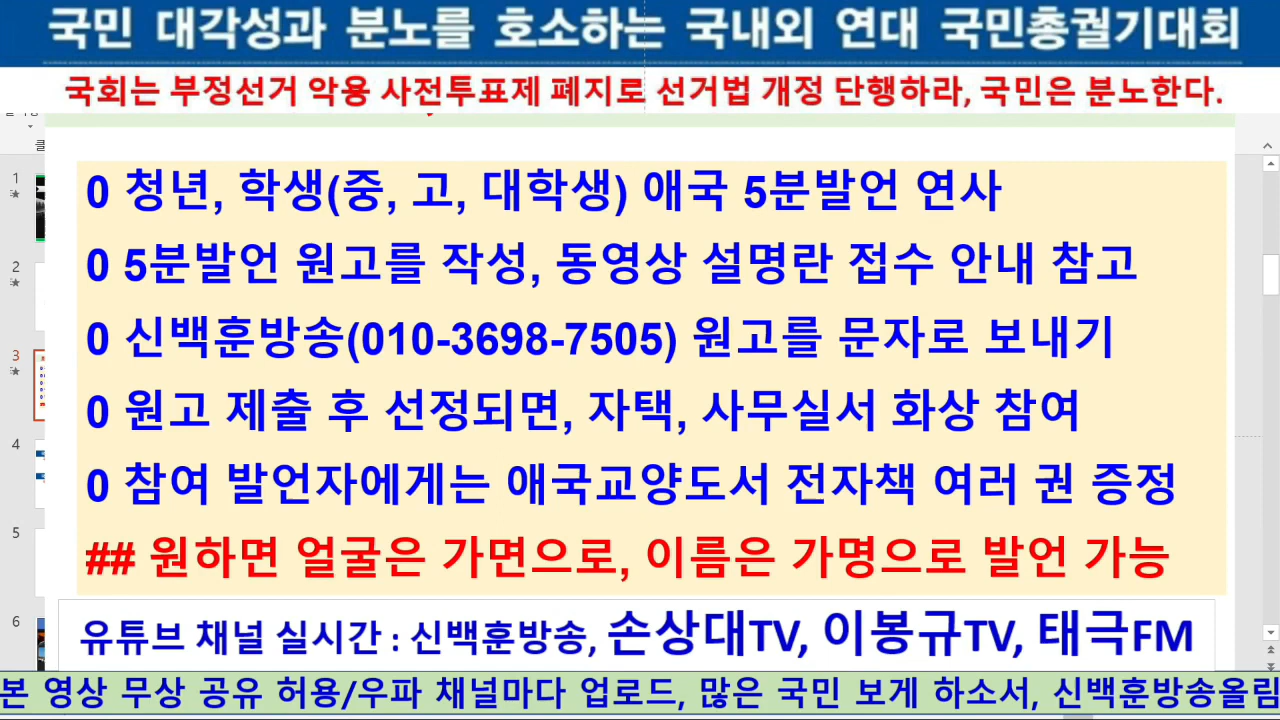 국민 대각성과 분노를 호소하는 국내외 연대 국민총궐기대회
국회는 부정선거 악용 사전투표제 폐지로 선거법 개정 단행하라, 국민은 분노한다.
0 청년, 학생(중, 고, 대학생) 애국 5분발언 연사
0 5분발언 원고를 작성, 동영상 설명란 접수 안내 참고
0 신백훈방송(010-3698-7505) 원고를 문자로 보내기
0 원고 제출 후 선정되면, 자택, 사무실서 화상 참여
0 참여 발언자에게는 애국교양도서 전자책 여러 권 증정
## 원하면 얼굴은 가면으로, 이름은 가명으로 발언 가능
유튜브 채널 실시간 : 신백훈방송, 손상대TV, 이봉규TV, 태극FM
본 영상 무상 공유 허용/우파 채널마다 업로드, 많은 국민 보게 하소서, 신백훈방송올림
1
2
3
4
5
6